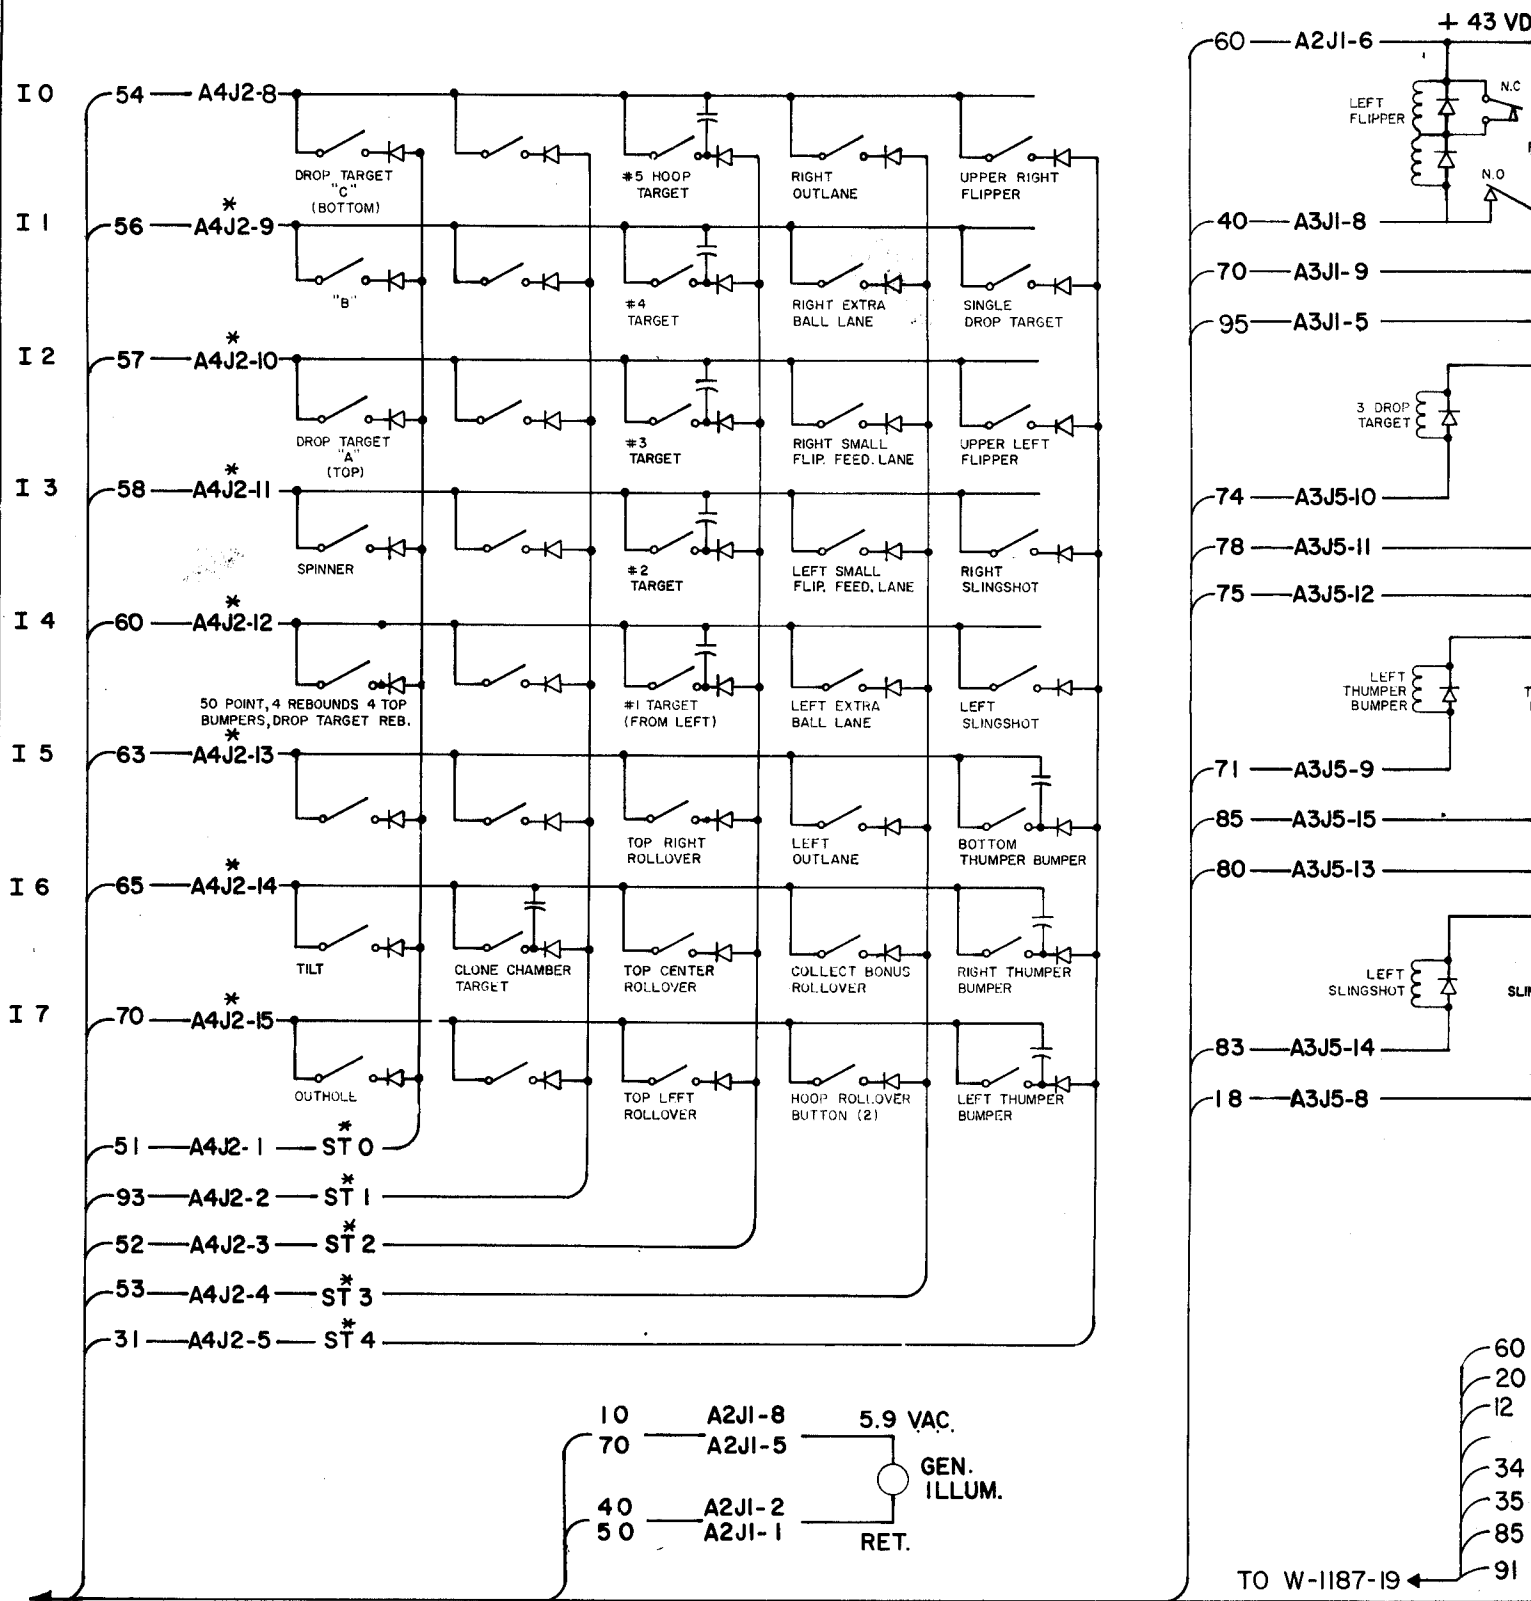 + 43 VD
60 A2J1-6
I 0 54 A4J2-8
DROP TARGET
"C"
(BOTTOM)
#5 HOOP
TARGET
RIGHT
OUTLANE
UPPER RIGHT
FLIPPER
LEFT
FLIPPER
N.C
N.O
*
I 1 56 A4J2-9
"B"
#4
TARGET
RIGHT EXTRA
BALL LANE
SINGLE
DROP TARGET
40 A3J1-8
70 A3J1-9
95 A3J1-5
*
I 2 57 A4J2-10
DROP TARGET
"A"
(TOP)
#3
TARGET
RIGHT SMALL
FLIP. FEED. LANE
UPPER LEFT
FLIPPER
3 DROP
TARGET
*
I 3 58 A4J2-11
SPINNER
#2
TARGET
LEFT SMALL
FLIP. FEED. LANE
RIGHT
SLINGSHOT
74 A3J5-10
78 A3J5-11
75 A3J5-12
*
I 4 60 A4J2-12
50 POINT, 4 REBOUNDS 4 TOP
BUMPERS, DROP TARGET REB.
#1 TARGET
(FROM LEFT)
LEFT EXTRA
BALL LANE
LEFT
SLINGSHOT
LEFT
THUMPER
BUMPER
*
I 5 63 A4J2-13
TOP RIGHT
ROLLOVER
LEFT
OUTLANE
BOTTOM
THUMPER BUMPER
71 A3J5-9
85 A3J5-15
80 A3J5-13
*
I 6 65 A4J2-14
TILT
CLONE CHAMBER
TARGET
TOP CENTER
ROLLOVER
COLLECT BONUS
ROLLOVER
RIGHT THUMPER
BUMPER
LEFT
SLINGSHOT
SLI
*
I 7 70 A4J2-15
OUTHOLE
TOP LEFT
ROLLOVER
HOOP ROLLOVER
BUTTON (2)
LEFT THUMPER
BUMPER
83 A3J5-14
18 A3J5-8
*
51 A4J2-1 ST 0
*
93 A4J2-2 ST 1
*
52 A4J2-3 ST 2
*
53 A4J2-4 ST 3
*
31 A4J2-5 ST 4
10 A2J1-8 5.9 VAC.
70 A2J1-5
GEN.
ILLUM.
40 A2J1-2
50 A2J1-1
RET.
60
20
12
34
35
85
91
TO W-1187-19